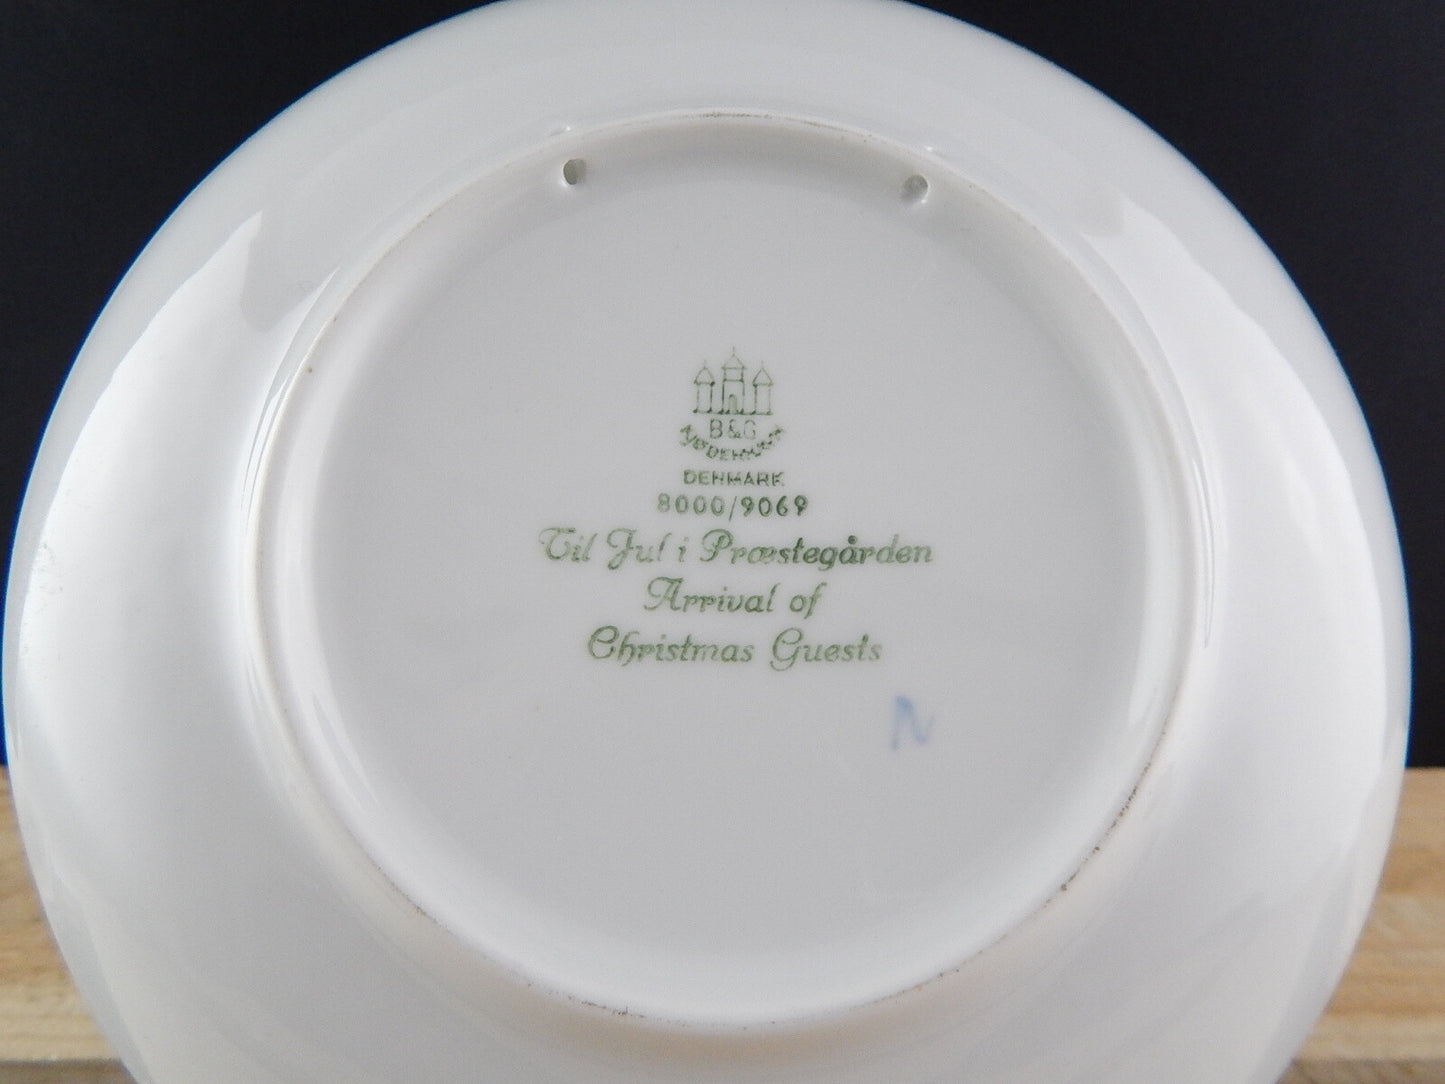 B&G
KJØBENHAVN
DENMARK
8000/9069
Til Jul i Præstegården
Arrival of
Christmas Guests
N